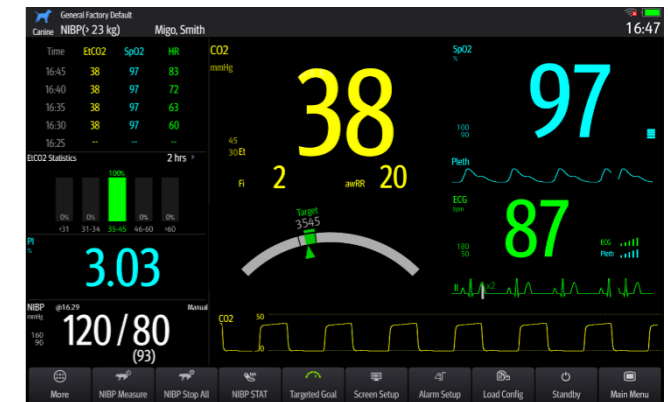 General Factory Default
Canine NIBP(> 23 kg) Migo, Smith 16:47
Time EtCO2 SpO2 HR
16:45 38 97 83
16:40 38 97 72
16:35 38 97 63
16:30 38 97 60
16:25 -- -- --
EtCO2 Statistics 2 hrs
100%
0% 0% 0% 0%
<31 31-34 35-45 46-60 >60
PI
%
3.03
NIBP @16:29 Manual
mmHg
160
90
120 / 80
(93)
CO2
mmHg
38
45
30 Et
Fi 2 awRR 20
Target
3545
SpO2
%
97
100
90
Pleth
ECG
bpm
87
180
50
ECG
Pleth
II x2
CO2 50
0
More NIBP Measure NIBP Stop All NIBP STAT Targeted Goal Screen Setup Alarm Setup Load Config Standby Main Menu